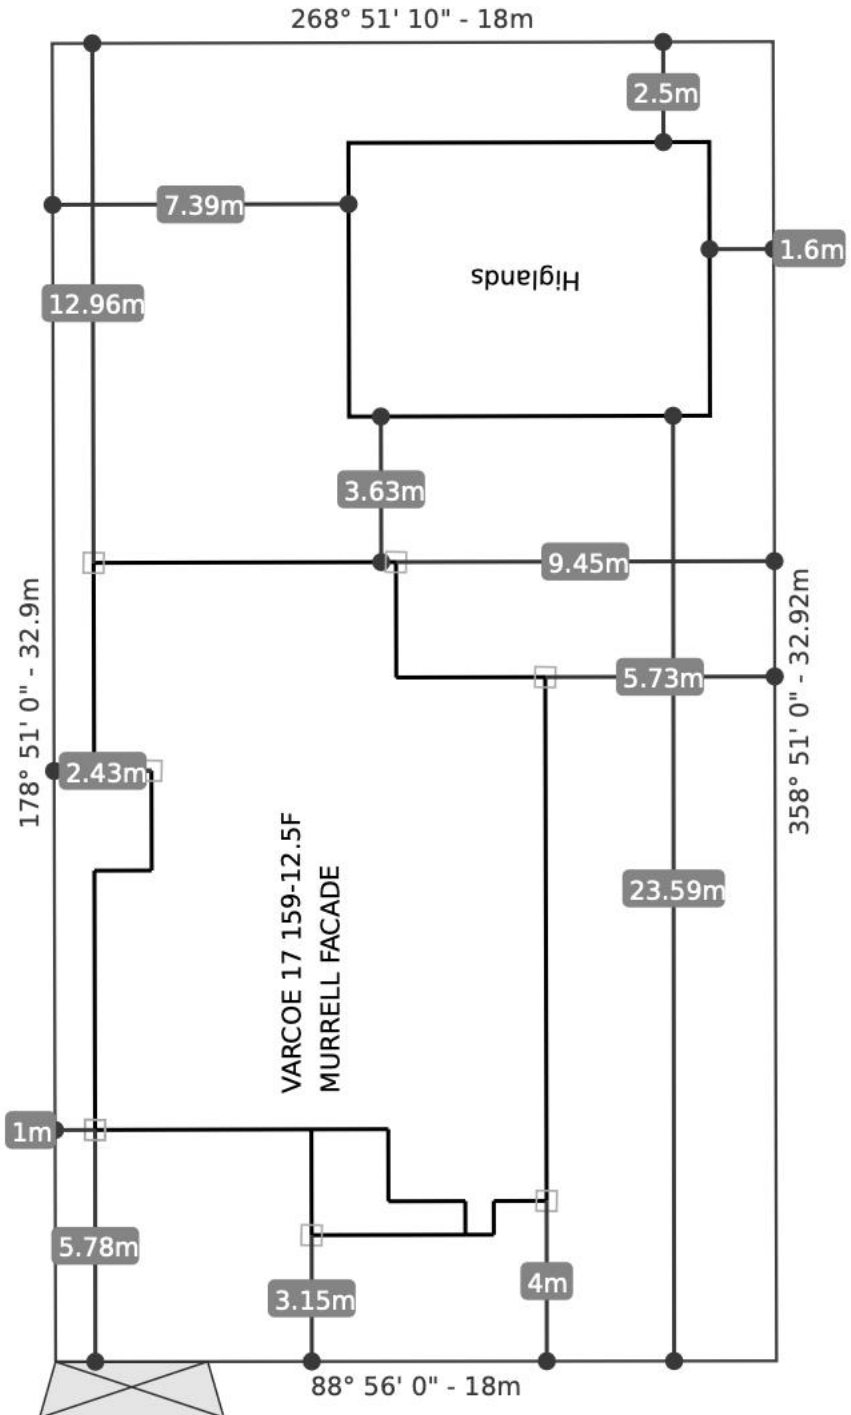 268° 51' 10" - 18m
2.5m
7.39m
1.6m
Higlands
12.96m
3.63m
9.45m
178° 51' 0" - 32.9m
358° 51' 0" - 32.92m
5.73m
2.43m
VARCOE 17 159-12.5F
MURRELL FACADE
23.59m
1m
5.78m
3.15m
4m
88° 56' 0" - 18m